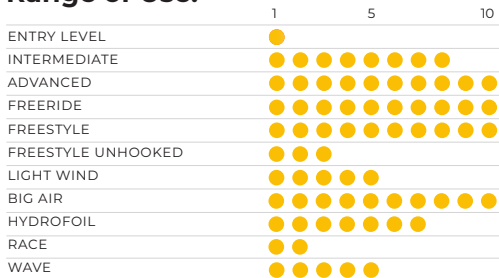 Range of Use:
1 5 10
ENTRY LEVEL
INTERMEDIATE
ADVANCED
FREERIDE
FREESTYLE
FREESTYLE UNHOOKED
LIGHT WIND
BIG AIR
HYDROFOIL
RACE
WAVE